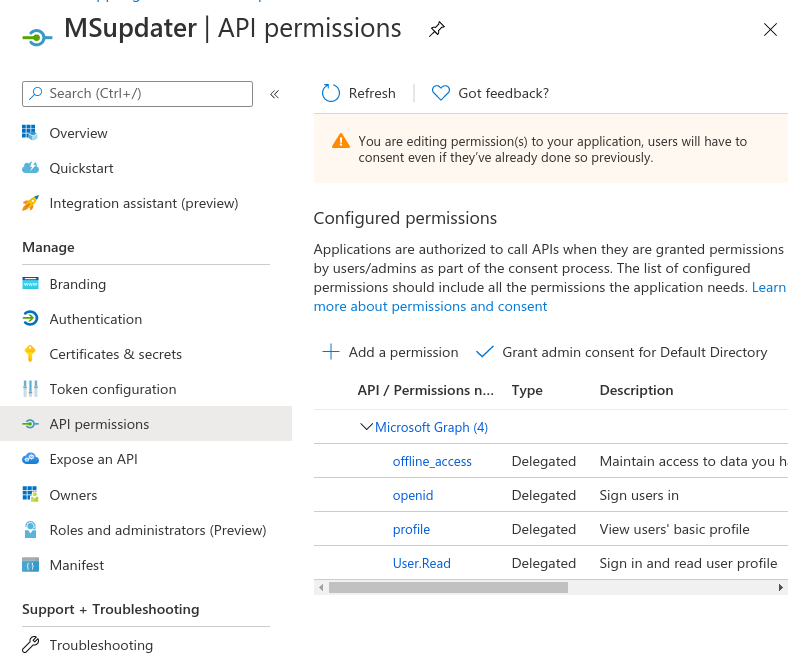 MSupdater | API permissions
Search (Ctrl+/)
«
Overview
Quickstart
Integration assistant (preview)
Manage
Branding
Authentication
Certificates & secrets
Token configuration
API permissions
Expose an API
Owners
Roles and administrators (Preview)
Manifest
Support + Troubleshooting
Troubleshooting
Refresh
Got feedback?
You are editing permission(s) to your application, users will have to
consent even if they've already done so previously.
Configured permissions
Applications are authorized to call APIs when they are granted permissions
by users/admins as part of the consent process. The list of configured
permissions should include all the permissions the application needs. Learn
more about permissions and consent
Add a permission
Grant admin consent for Default Directory
API / Permissions n... Type Description
Microsoft Graph (4)
offline_access Delegated Maintain access to data you ha
openid Delegated Sign users in
profile Delegated View users' basic profile
User.Read Delegated Sign in and read user profile